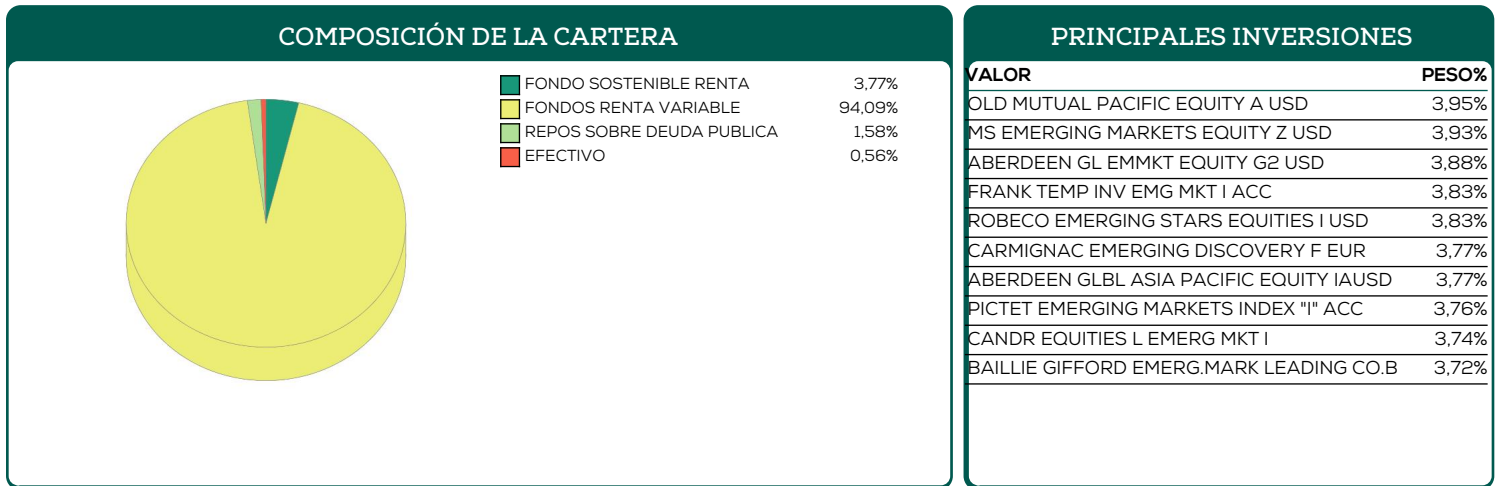 COMPOSICIÓN DE LA CARTERA
FONDO SOSTENIBLE RENTA 3,77%
FONDOS RENTA VARIABLE 94,09%
REPOS SOBRE DEUDA PUBLICA 1,58%
EFECTIVO 0,56%
PRINCIPALES INVERSIONES
VALOR PESO%
OLD MUTUAL PACIFIC EQUITY A USD 3,95%
MS EMERGING MARKETS EQUITY Z USD 3,93%
ABERDEEN GL EMMKT EQUITY G2 USD 3,88%
FRANK TEMP INV EMG MKT I ACC 3,83%
ROBECO EMERGING STARS EQUITIES I USD 3,83%
CARMIGNAC EMERGING DISCOVERY F EUR 3,77%
ABERDEEN GLBL ASIA PACIFIC EQUITY IAUSD 3,77%
PICTET EMERGING MARKETS INDEX "I" ACC 3,76%
CANDR EQUITIES L EMERG MKT I 3,74%
BAILLIE GIFFORD EMERG.MARK LEADING CO.B 3,72%